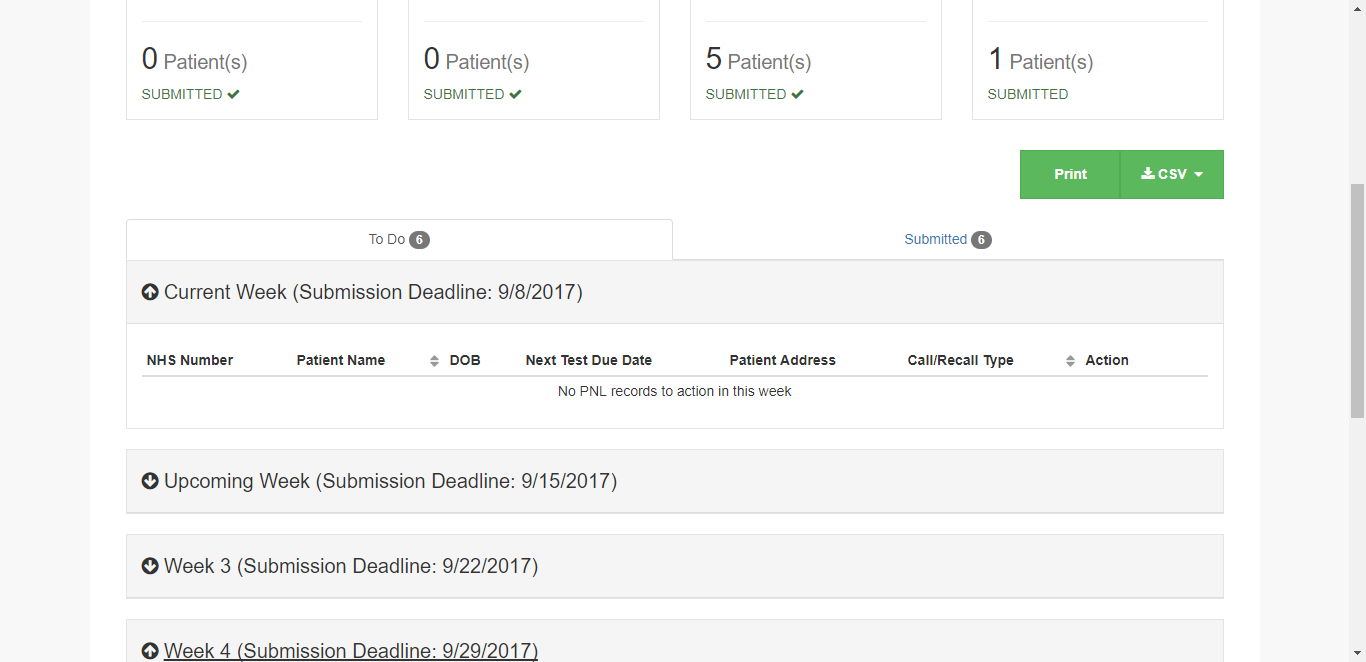 0 Patient(s) 0 Patient(s) 5 Patient(s) 1 Patient(s)
SUBMITTED SUBMITTED SUBMITTED SUBMITTED
Print CSV
To Do 6 Submitted 6
Current Week (Submission Deadline: 9/8/2017)
NHS Number Patient Name DOB Next Test Due Date Patient Address Call/Recall Type Action
No PNL records to action in this week
Upcoming Week (Submission Deadline: 9/15/2017)
Week 3 (Submission Deadline: 9/22/2017)
Week 4 (Submission Deadline: 9/29/2017)